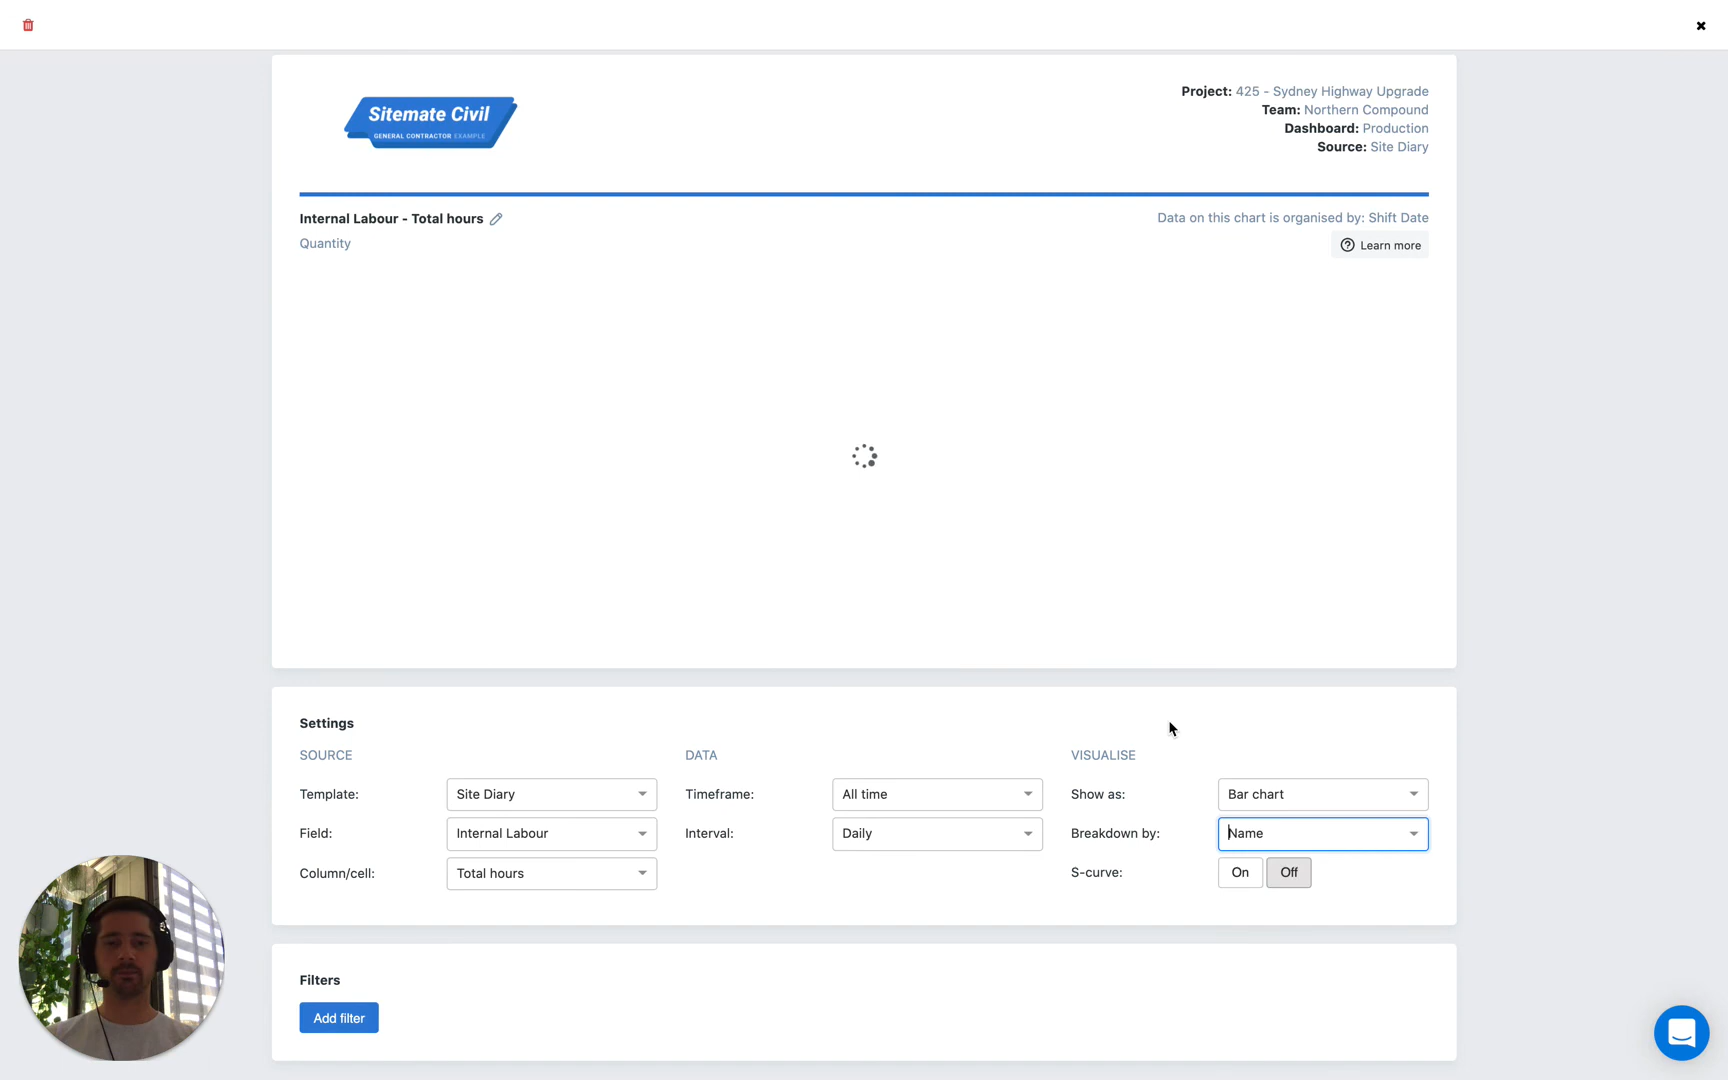 Sitemate Civil
GENERAL CONTRACTOR EXAMPLE
Project: 425 - Sydney Highway Upgrade
Team: Northern Compound
Dashboard: Production
Source: Site Diary
Internal Labour - Total hours
Data on this chart is organised by: Shift Date
Quantity
Learn more
Settings
SOURCE
Template: Site Diary
Field: Internal Labour
Column/cell: Total hours
DATA
Timeframe: All time
Interval: Daily
VISUALISE
Show as: Bar chart
Breakdown by: Name
S-curve: On Off
Filters
Add filter